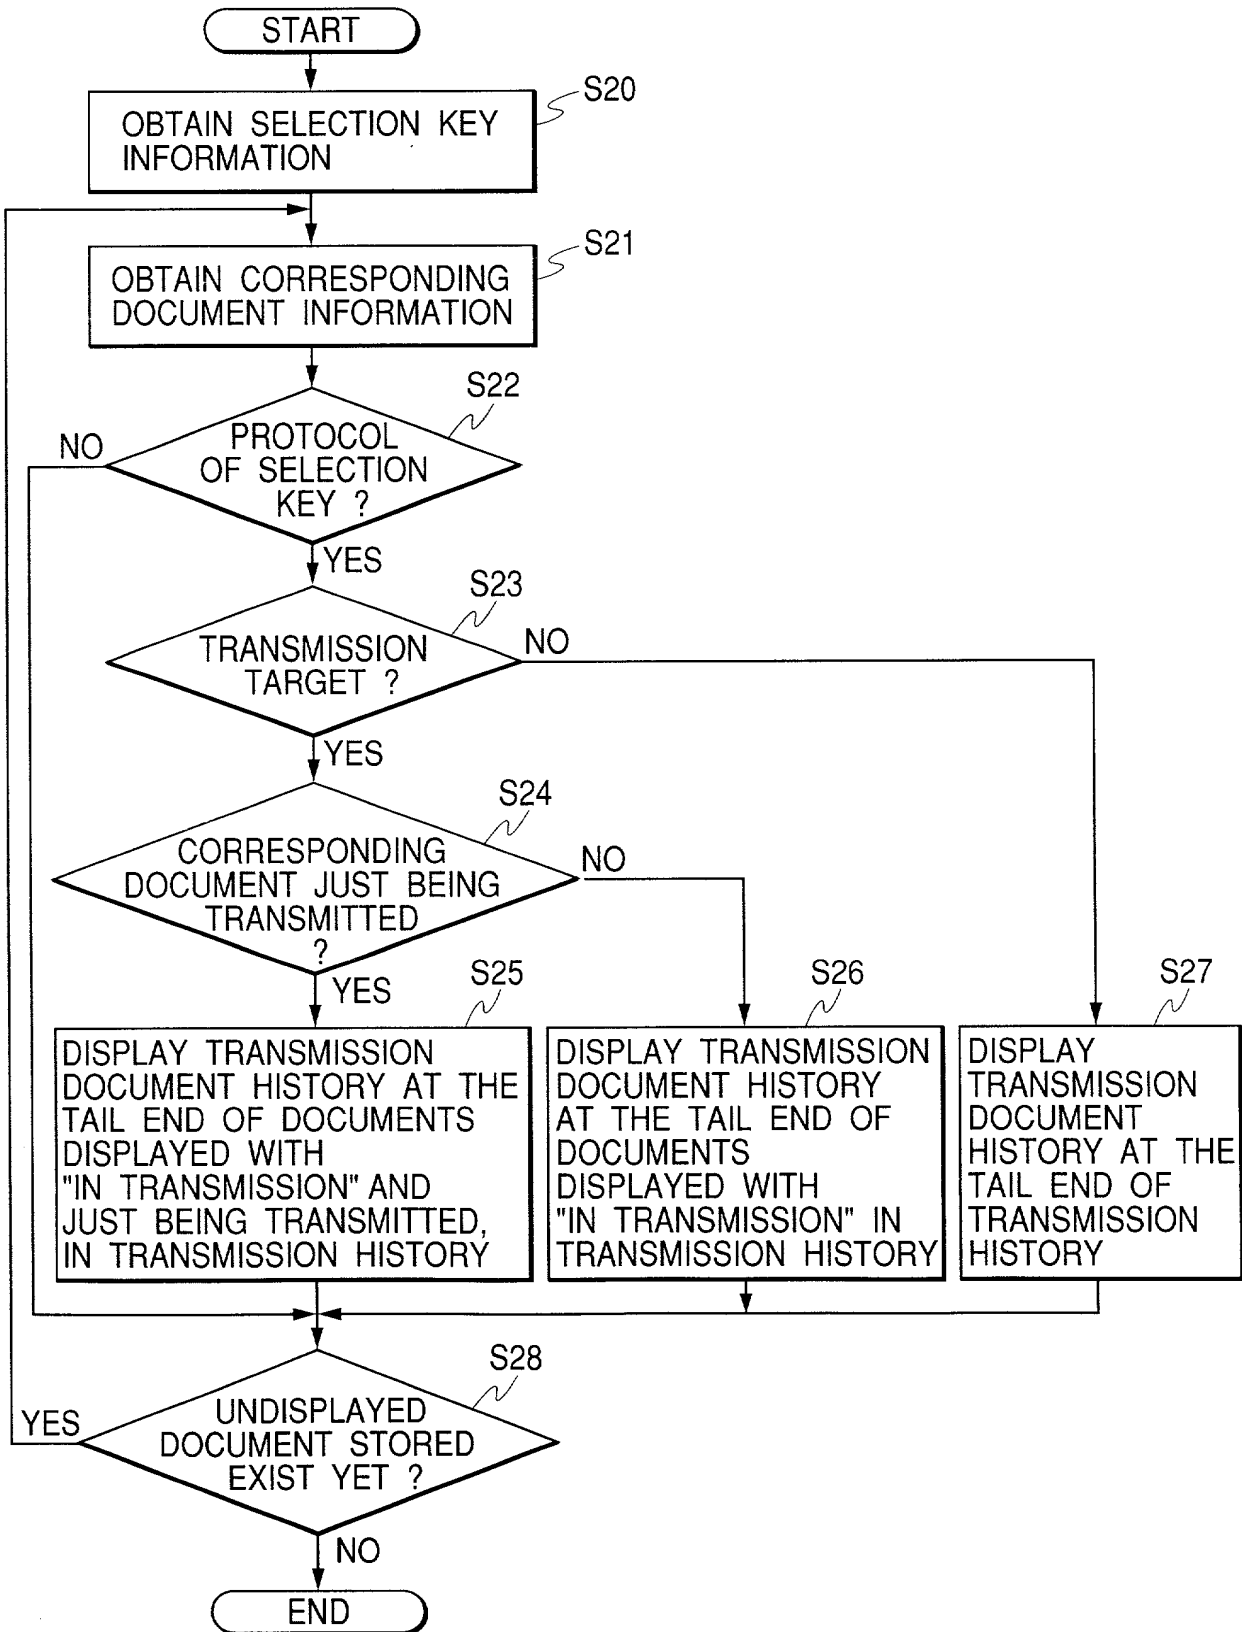 START
S20
OBTAIN SELECTION KEY
INFORMATION
S21
OBTAIN CORRESPONDING
DOCUMENT INFORMATION
S22
NO
PROTOCOL
OF SELECTION
KEY ?
YES
S23
NO
TRANSMISSION
TARGET ?
YES
S24
NO
CORRESPONDING
DOCUMENT JUST BEING
TRANSMITTED
?
YES
S25
DISPLAY TRANSMISSION
DOCUMENT HISTORY AT THE
TAIL END OF DOCUMENTS
DISPLAYED WITH
"IN TRANSMISSION" AND
JUST BEING TRANSMITTED,
IN TRANSMISSION HISTORY
S26
DISPLAY TRANSMISSION
DOCUMENT HISTORY
AT THE TAIL END OF
DOCUMENTS
DISPLAYED WITH
"IN TRANSMISSION" IN
TRANSMISSION HISTORY
S27
DISPLAY
TRANSMISSION
DOCUMENT
HISTORY AT THE
TAIL END OF
TRANSMISSION
HISTORY
S28
YES
UNDISPLAYED
DOCUMENT STORED
EXIST YET ?
NO
END